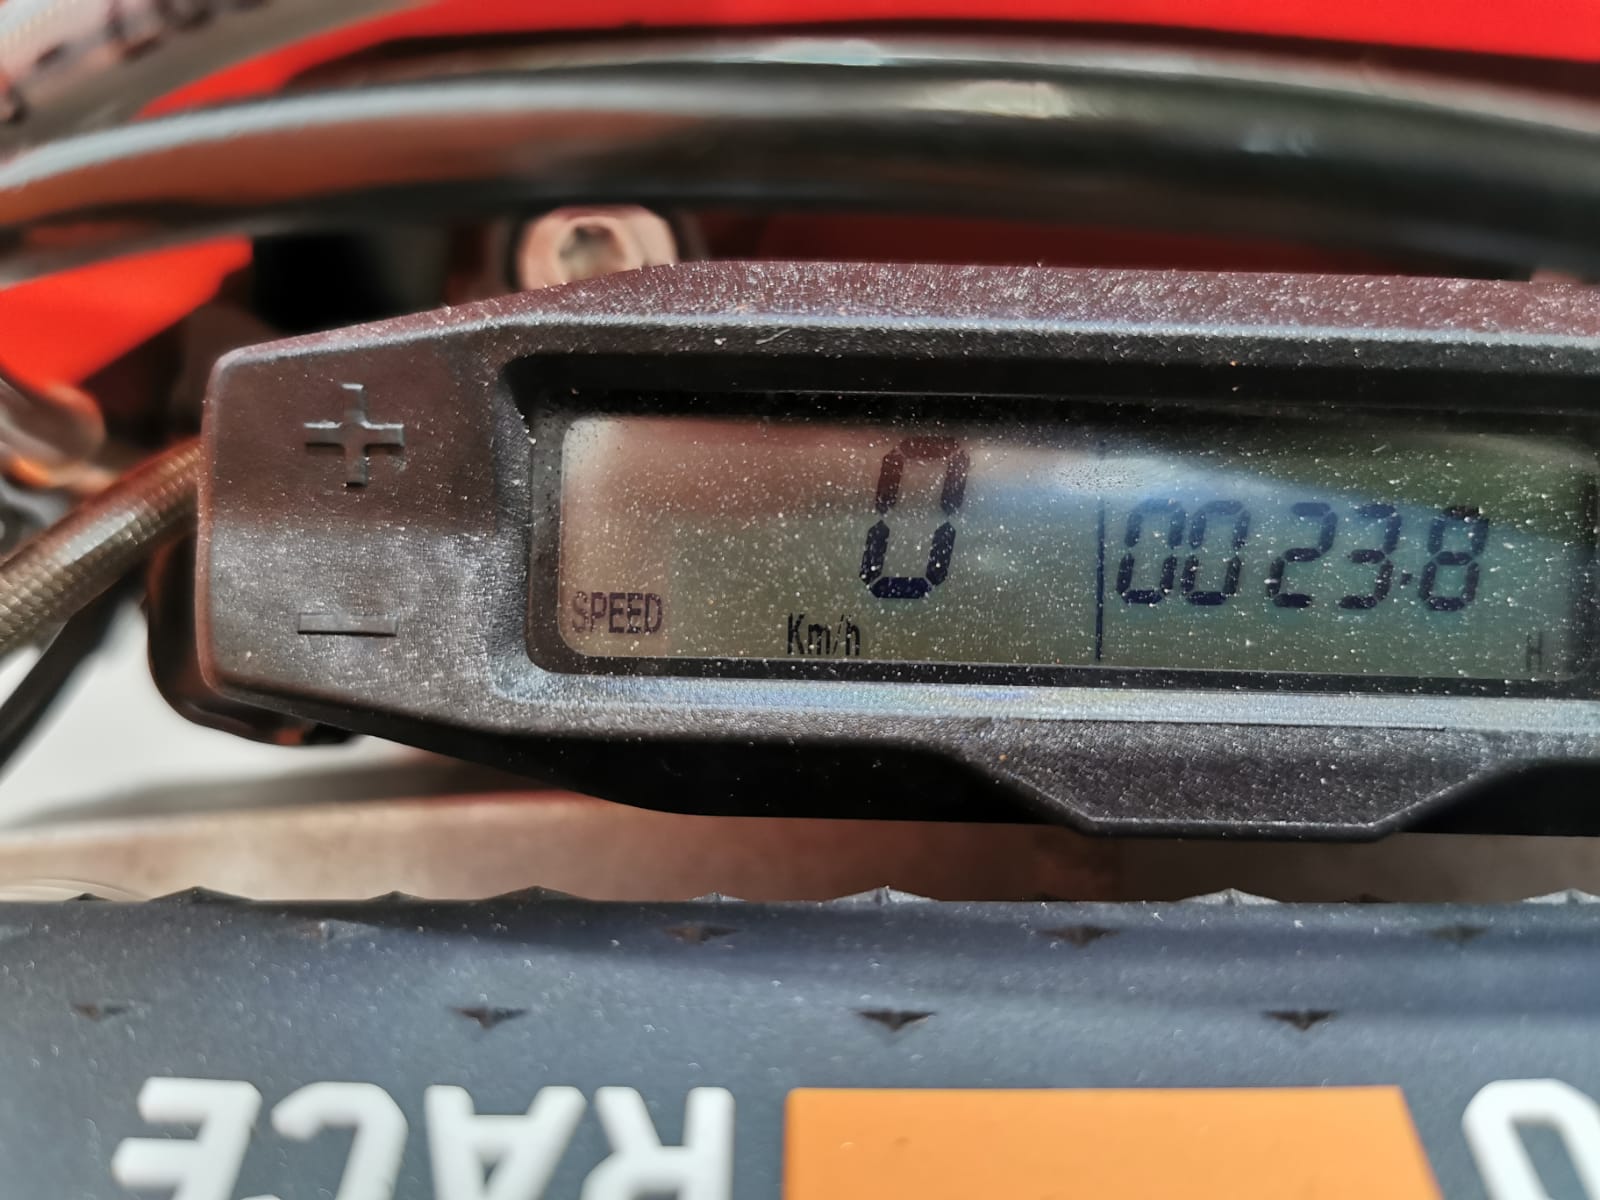 +
0
0023.8
SPEED
Km/h
H
−
RACE